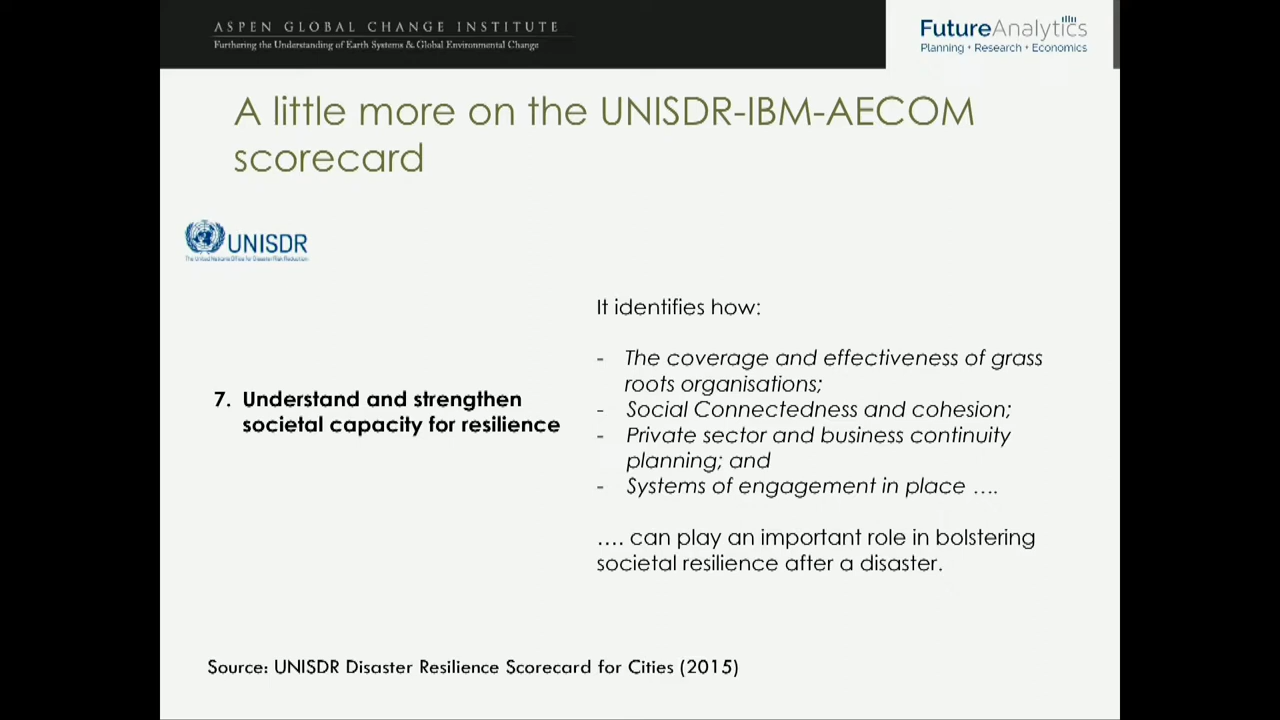 ASPEN GLOBAL CHANGE INSTITUTE
Furthering the Understanding of Earth Systems & Global Environmental Change
FutureAnalytics
Planning • Research • Economics
A little more on the UNISDR-IBM-AECOM
scorecard
UNISDR
The United Nations Office for Disaster Risk Reduction
7. Understand and strengthen
societal capacity for resilience
It identifies how:
- The coverage and effectiveness of grass
roots organisations;
- Social Connectedness and cohesion;
- Private sector and business continuity
planning; and
- Systems of engagement in place ….
…. can play an important role in bolstering
societal resilience after a disaster.
Source: UNISDR Disaster Resilience Scorecard for Cities (2015)